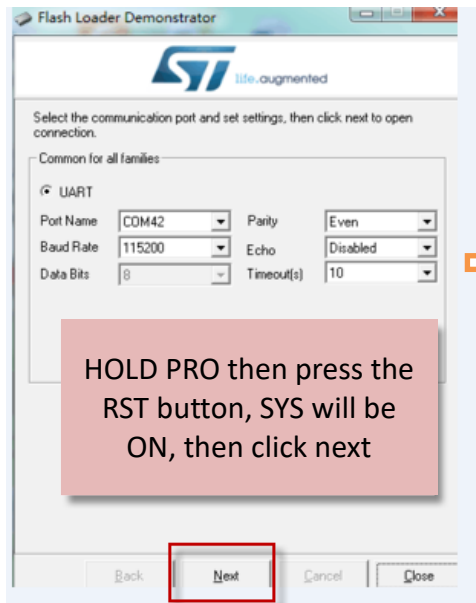 Flash Loader Demonstrator
life.augmented
Select the communication port and set settings, then click next to open
connection.
Common for all families
UART
Port Name COM42 Parity Even
Baud Rate 115200 Echo Disabled
Data Bits 8 Timeout(s) 10
HOLD PRO then press the
RST button, SYS will be
ON, then click next
Back Next Cancel Close